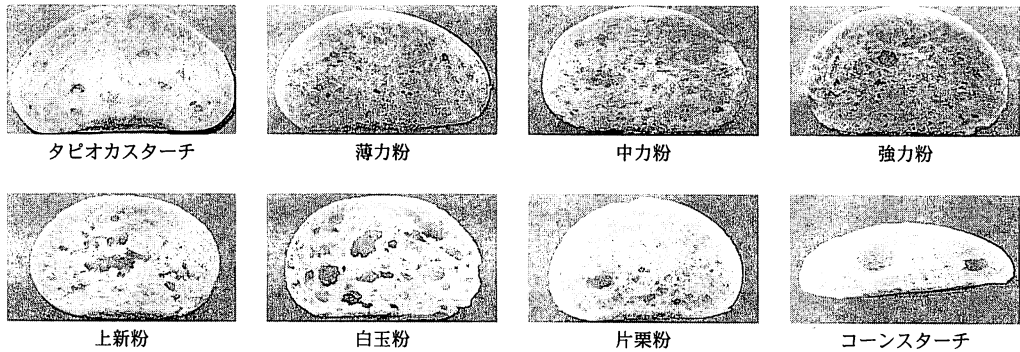 タピオカスターチ
薄力粉
中力粉
強力粉
上新粉
白玉粉
片栗粉
コーンスターチ